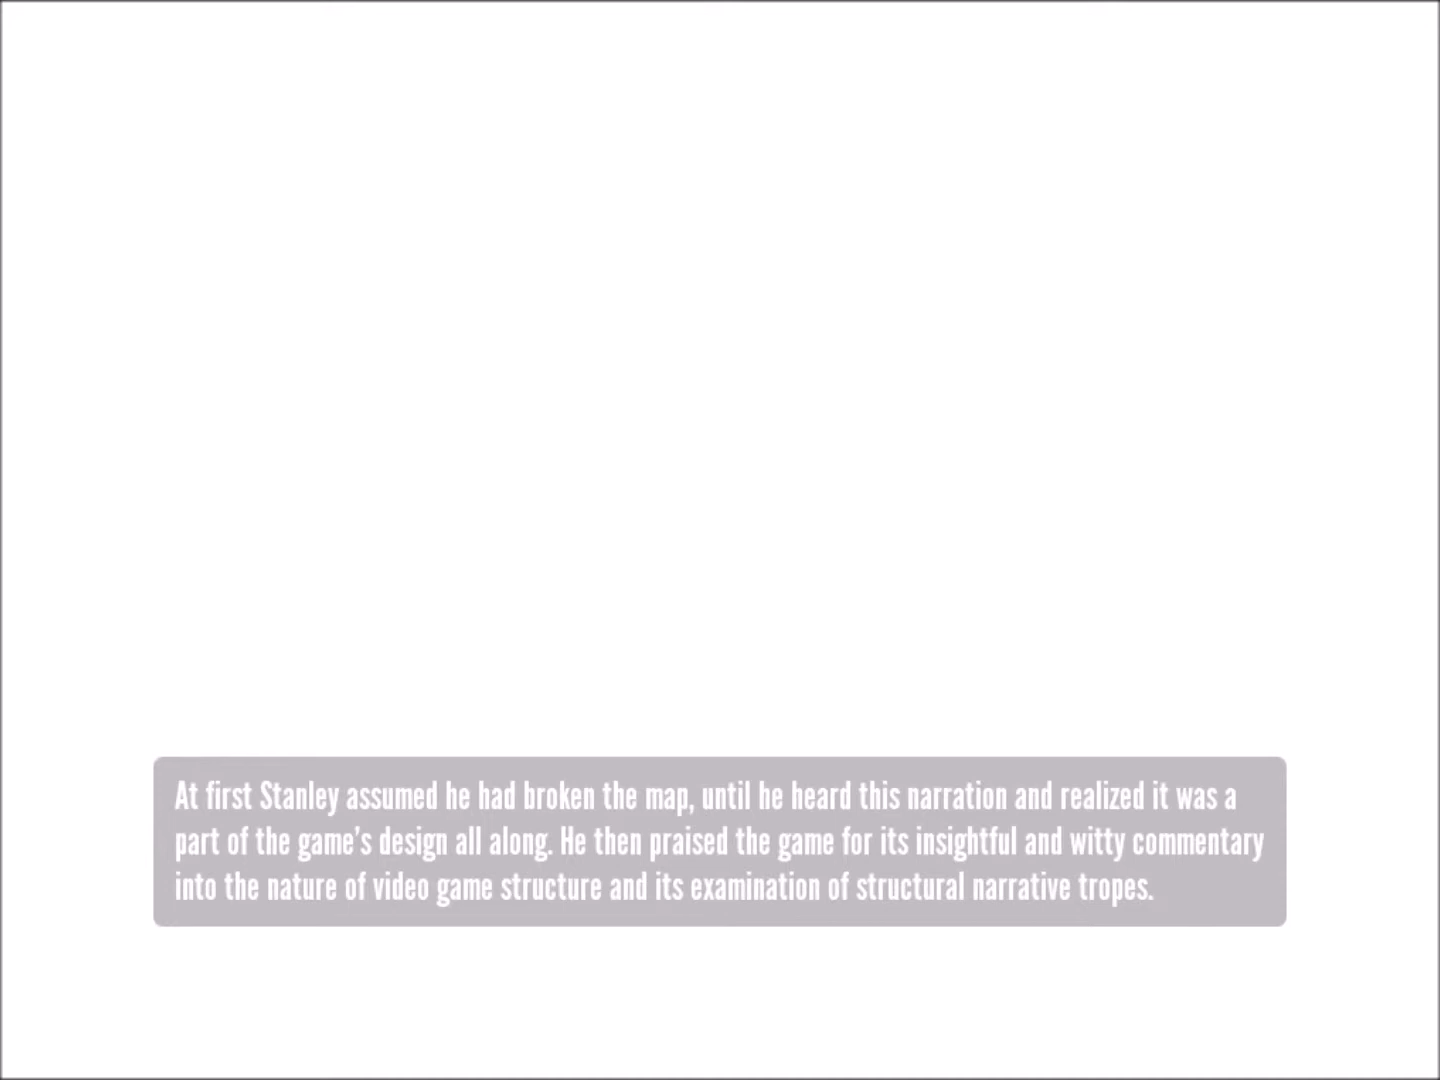 At first Stanley assumed he had broken the map, until he heard this narration and realized it was a
part of the game's design all along. He then praised the game for its insightful and witty commentary
into the nature of video game structure and its examination of structural narrative tropes.